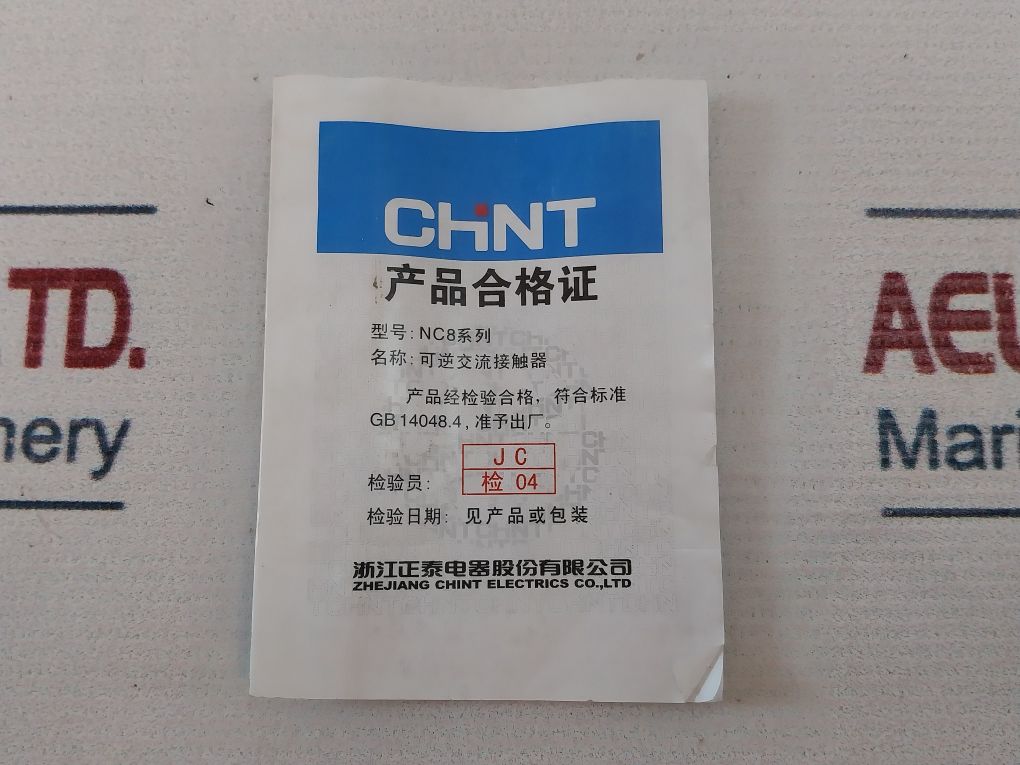 CHINT
产品合格证
型号: NC8系列
名称: 可逆交流接触器
产品经检验合格, 符合标准
GB 14048.4, 准予出厂。
JC
检验员: 检 04
检验日期: 见产品或包装
浙江正泰电器股份有限公司
ZHEJIANG CHINT ELECTRICS CO.,LTD
TD.
AEU
nery
Mari